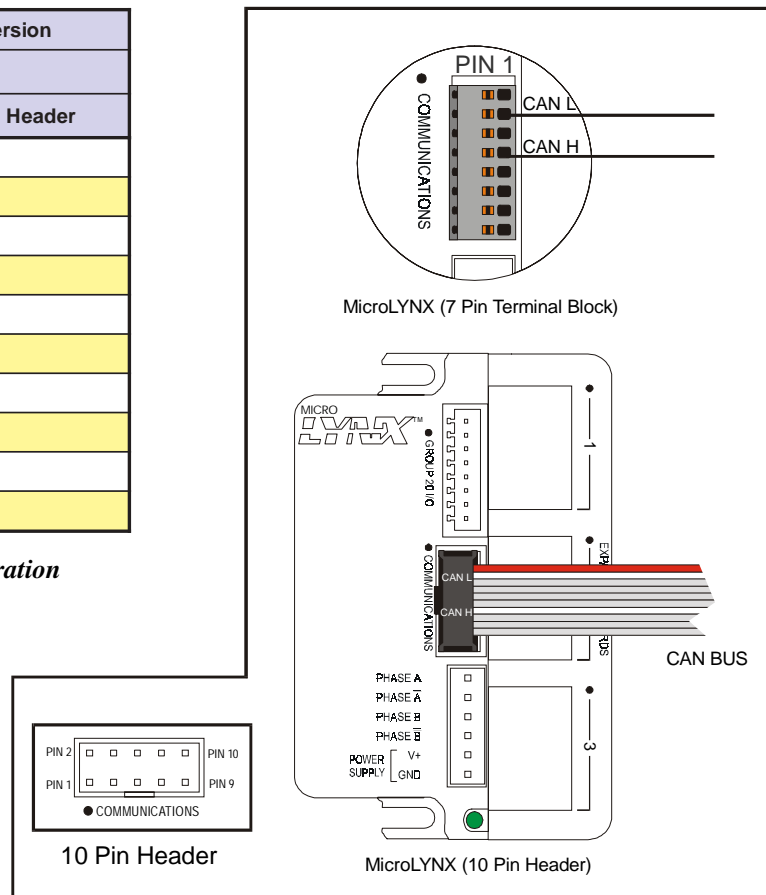 ersion
Header
ration
PIN 1
COMMUNICATIONS
CAN L
CAN H
MicroLYNX (7 Pin Terminal Block)
MICRO
LYNX™
GROUP 20 I/O
1
COMMUNICATIONS
CAN L
CAN H
CAN BUS
PHASE A
PHASE A̅
PHASE B
PHASE B̅
POWER SUPPLY
V+
GND
3
MicroLYNX (10 Pin Header)
PIN 2
PIN 10
PIN 1
PIN 9
COMMUNICATIONS
10 Pin Header